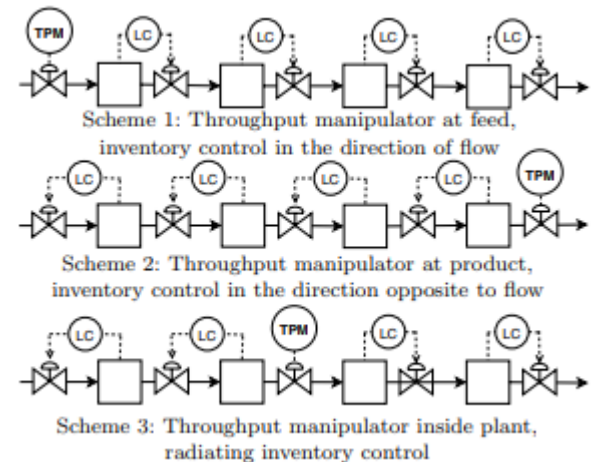 TPM LC LC LC LC
Scheme 1: Throughput manipulator at feed,
inventory control in the direction of flow
LC LC LC LC TPM
Scheme 2: Throughput manipulator at product,
inventory control in the direction opposite to flow
LC LC TPM LC LC
Scheme 3: Throughput manipulator inside plant,
radiating inventory control